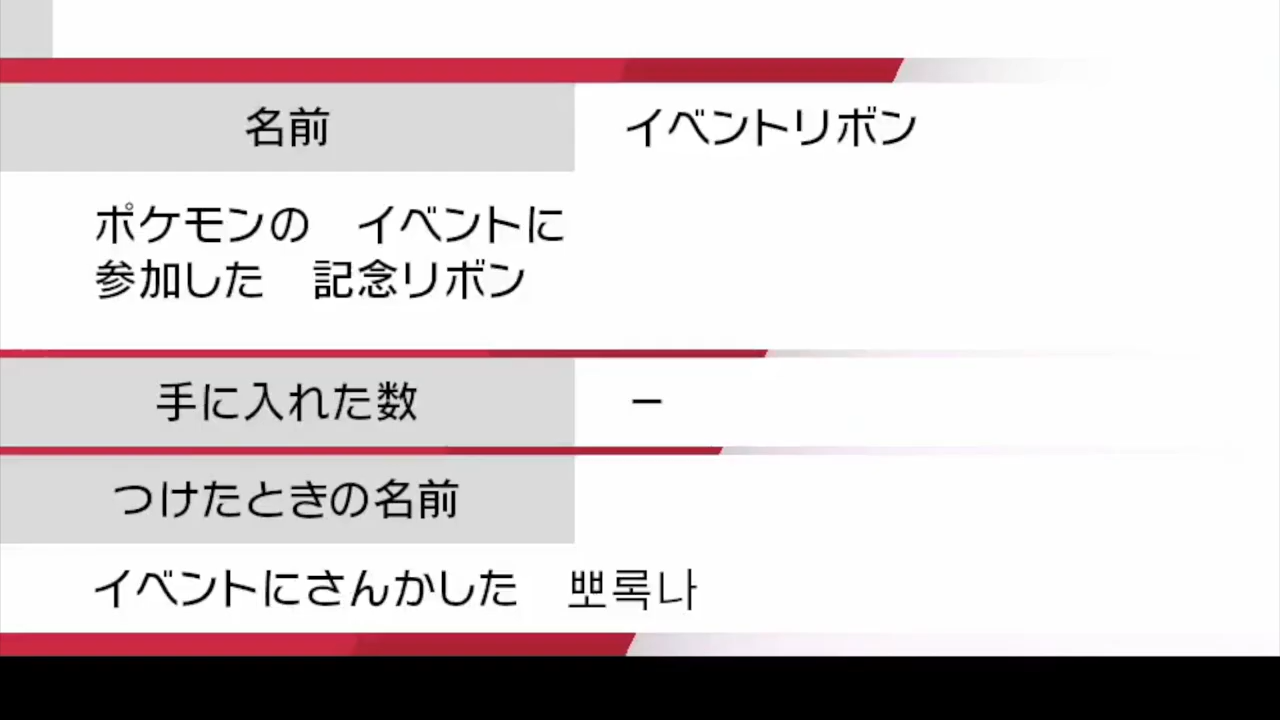 名前 イベントリボン
ポケモンの　イベントに
参加した　記念リボン
手に入れた数 ー
つけたときの名前
イベントにさんかした　뽀록나